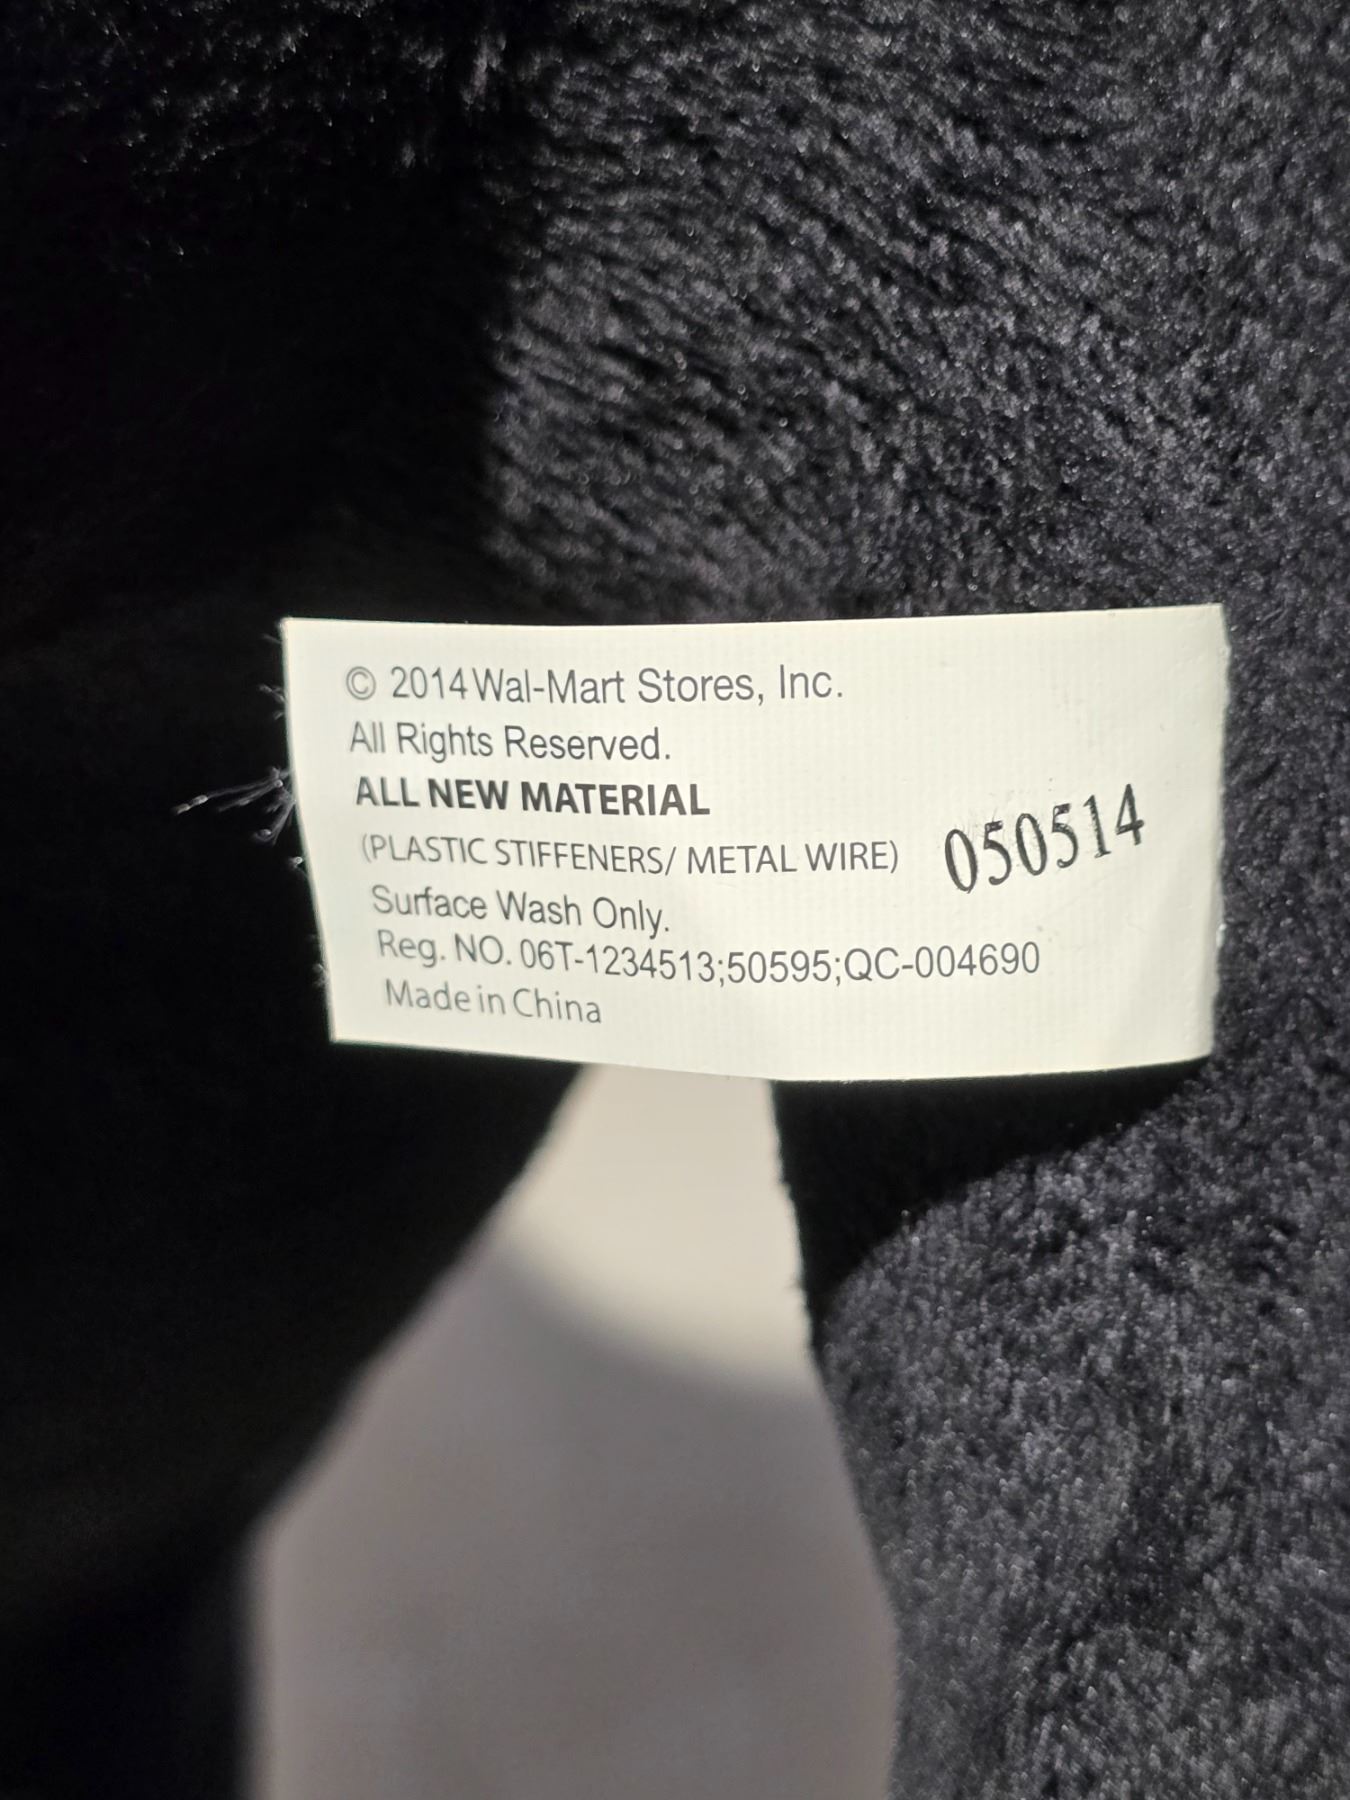 © 2014 Wal-Mart Stores, Inc.
All Rights Reserved.
ALL NEW MATERIAL
(PLASTIC STIFFENERS/ METAL WIRE)
050514
Surface Wash Only.
Reg. NO. 06T-1234513;50595;QC-004690
Made in China